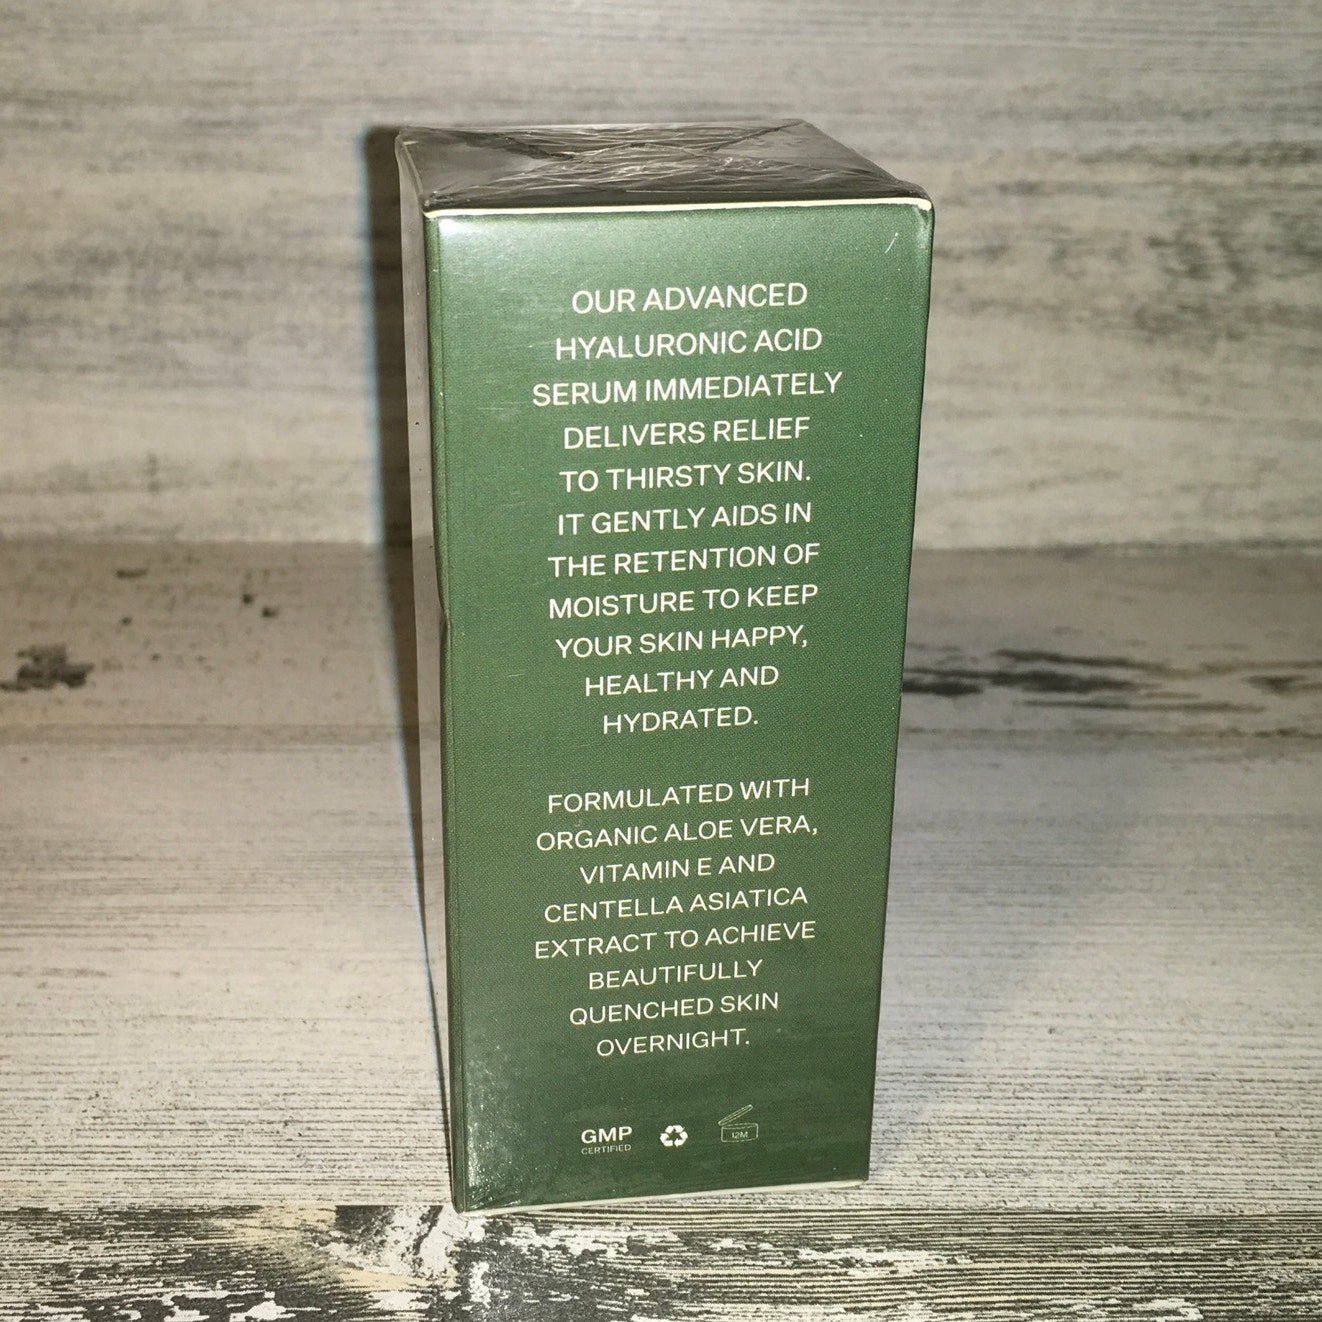 OUR ADVANCED
HYALURONIC ACID
SERUM IMMEDIATELY
DELIVERS RELIEF
TO THIRSTY SKIN.
IT GENTLY AIDS IN
THE RETENTION OF
MOISTURE TO KEEP
YOUR SKIN HAPPY,
HEALTHY AND
HYDRATED.
FORMULATED WITH
ORGANIC ALOE VERA,
VITAMIN E AND
CENTELLA ASIATICA
EXTRACT TO ACHIEVE
BEAUTIFULLY
QUENCHED SKIN
OVERNIGHT.
GMP
CERTIFIED
12M